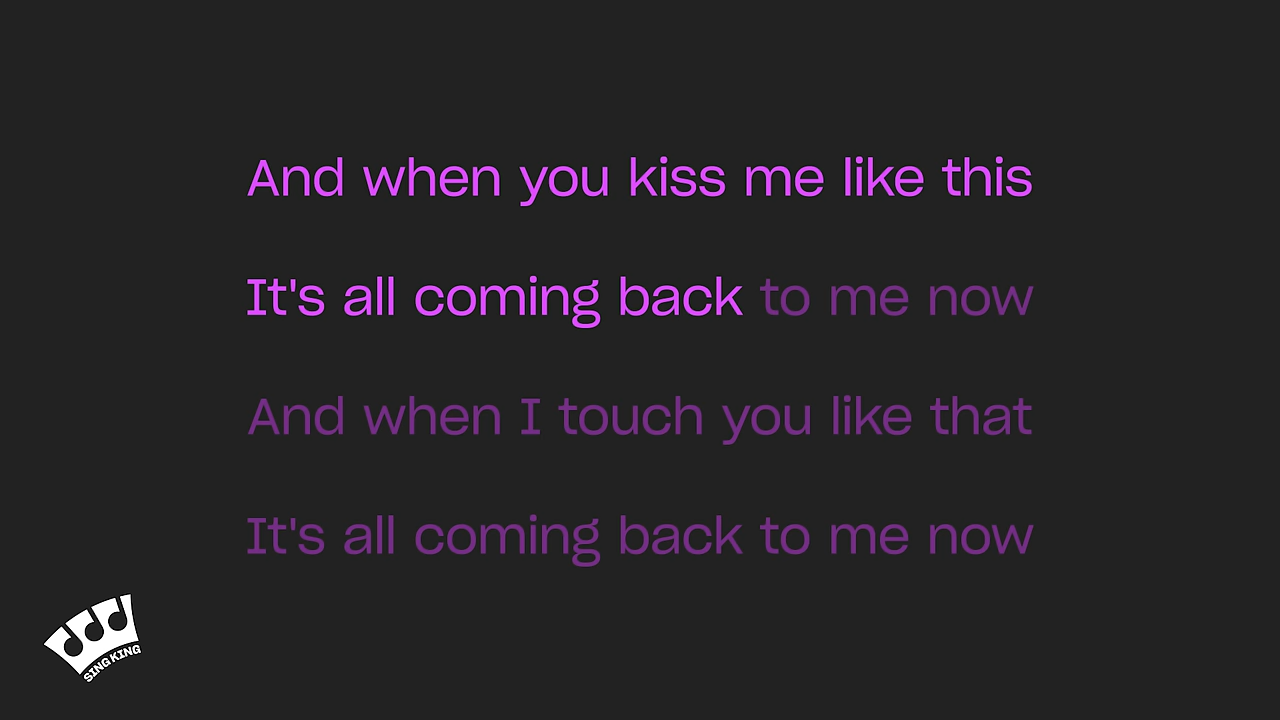 And when you kiss me like this
It's all coming back to me now
And when I touch you like that
It's all coming back to me now
SING KING